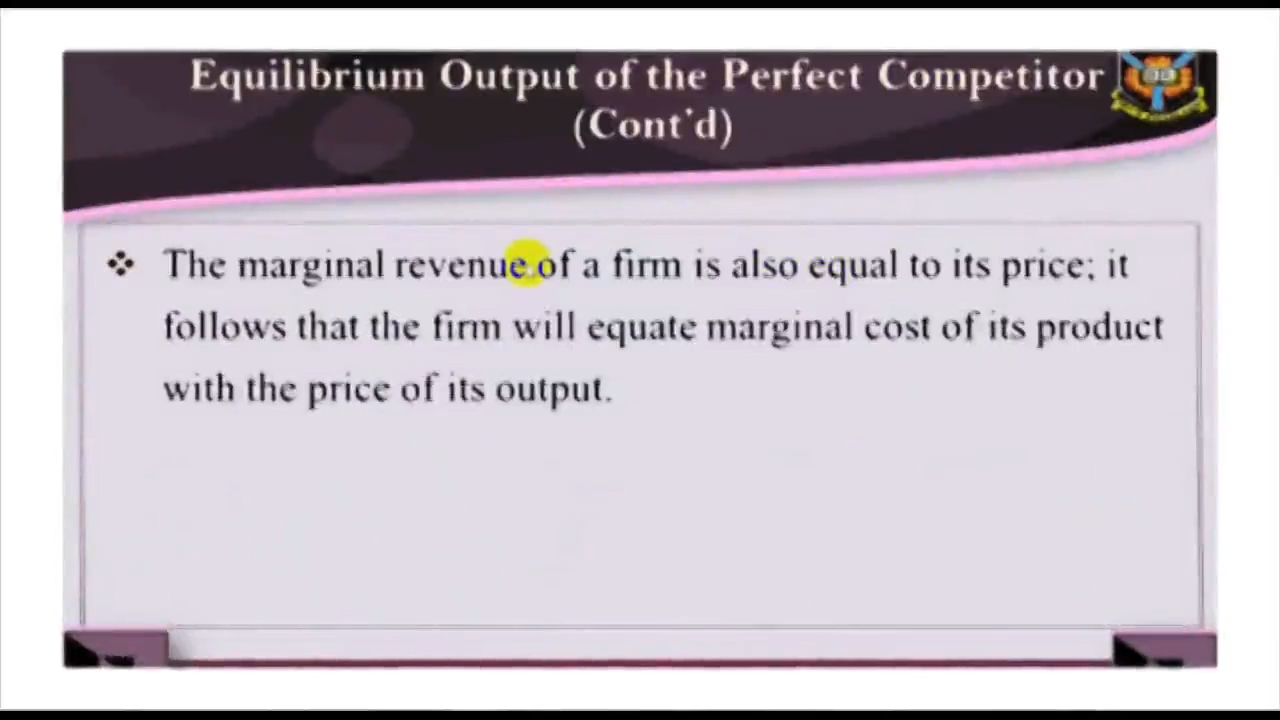 Equilibrium Output of the Perfect Competitor
(Cont'd)
The marginal revenue of a firm is also equal to its price; it
follows that the firm will equate marginal cost of its product
with the price of its output.